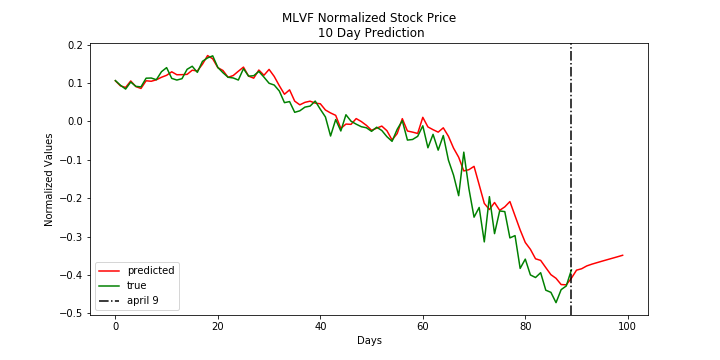 MLVF Normalized Stock Price
10 Day Prediction
0.2
0.1
0.0
−0.1
−0.2
−0.3
−0.4
−0.5
Normalized Values
predicted
true
april 9
0
20
40
60
80
100
Days